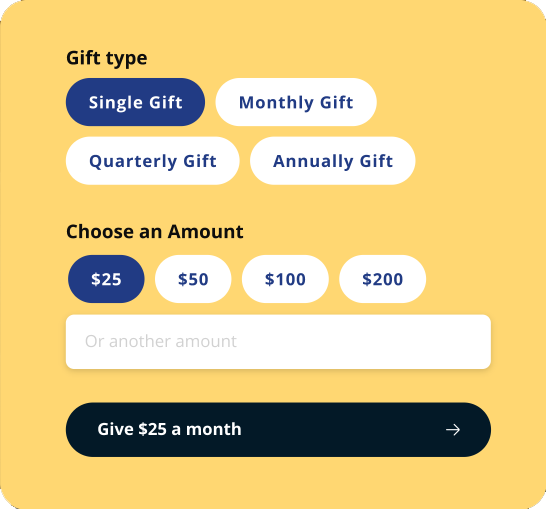 Gift type
Single Gift Monthly Gift
Quarterly Gift Annually Gift
Choose an Amount
$25 $50 $100 $200
Or another amount
Give $25 a month →